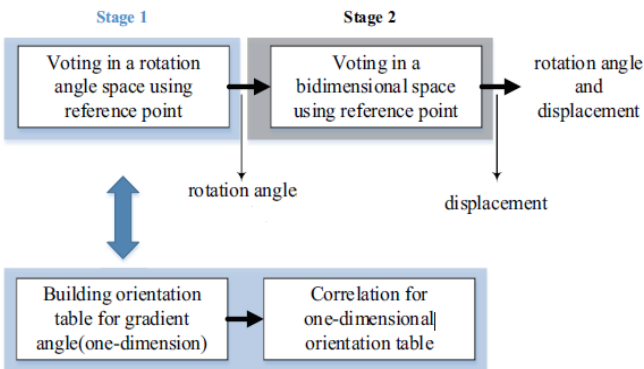 Stage 1
Stage 2
Voting in a rotation
angle space using
reference point
Voting in a
bidimensional space
using reference point
rotation angle
and
displacement
rotation angle
displacement
Building orientation
table for gradient
angle(one-dimension)
Correlation for
one-dimensional
orientation table